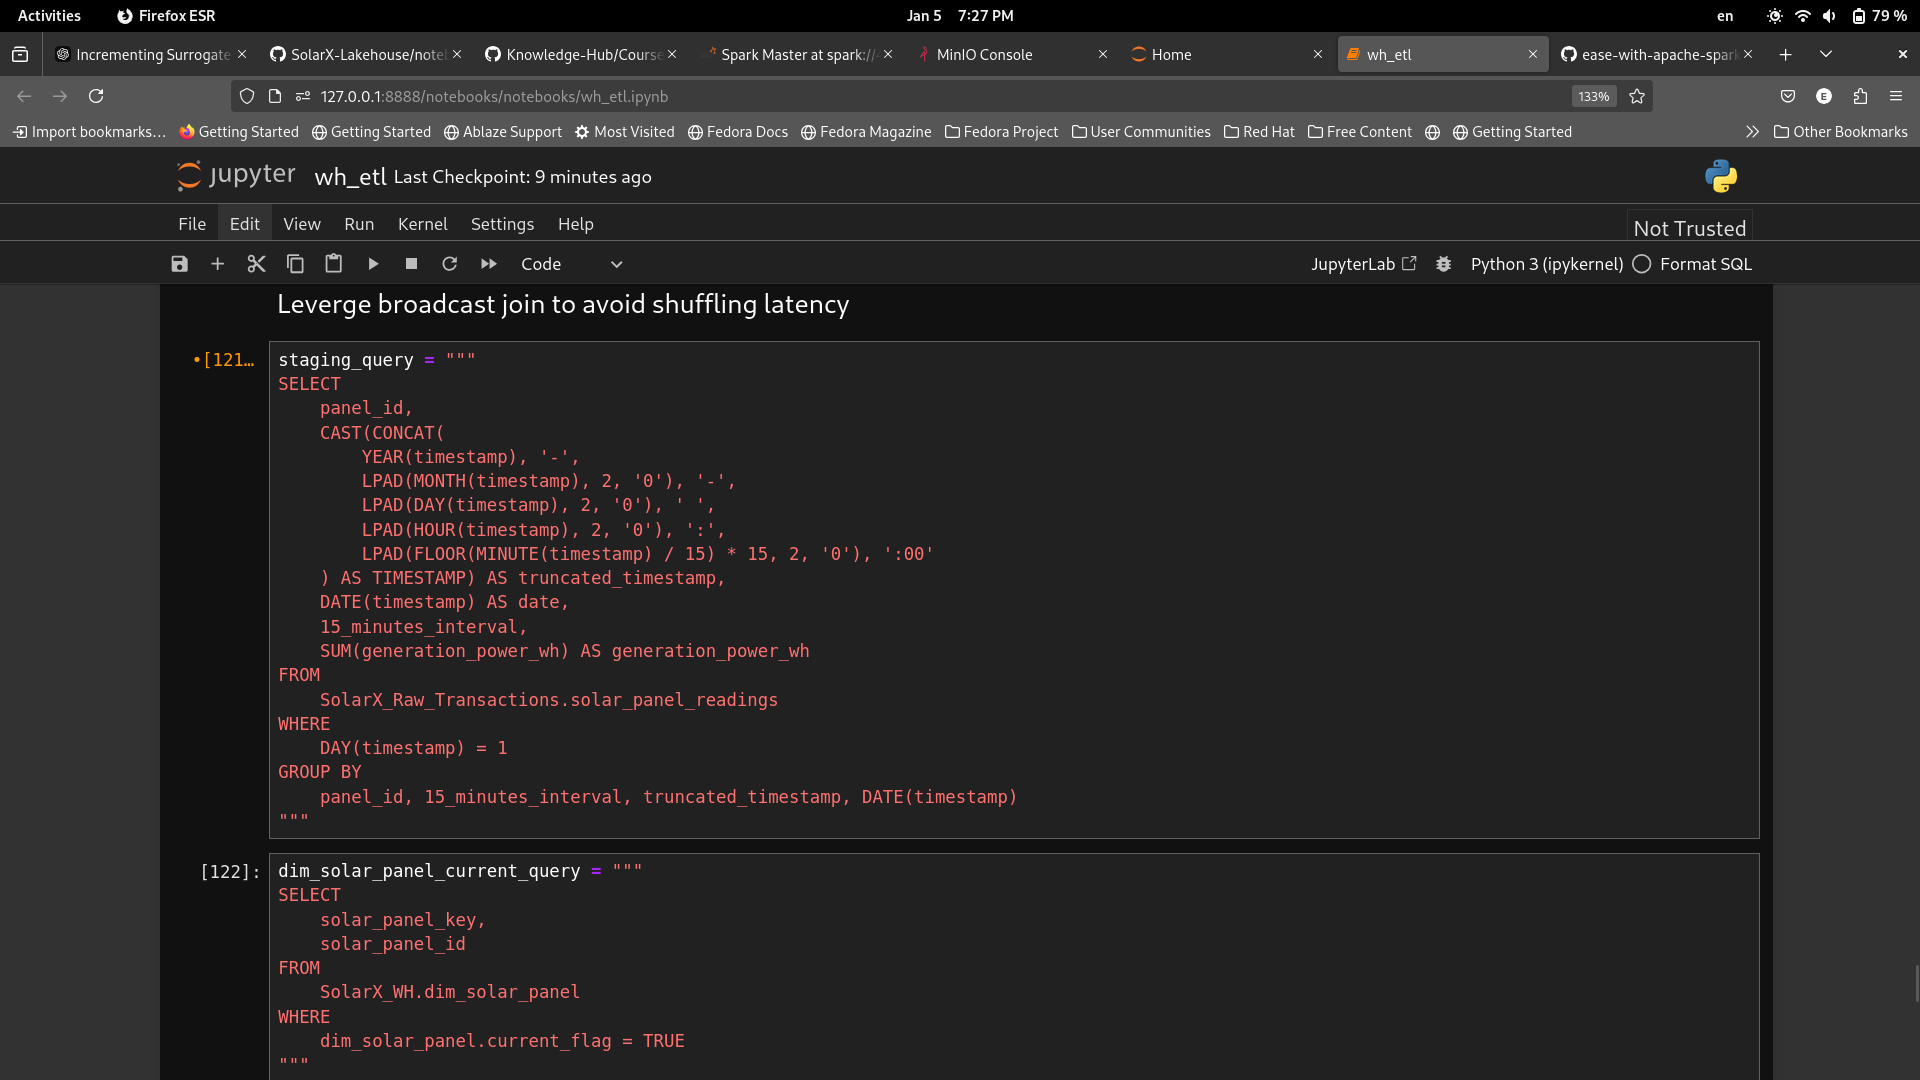 Activities Firefox ESR Jan 5 7:27 PM en 79 %
Incrementing Surrogate SolarX-Lakehouse/note Knowledge-Hub/Course Spark Master at spark:// MinIO Console Home wh_etl ease-with-apache-spark
127.0.0.1:8888/notebooks/notebooks/wh_etl.ipynb 133% E
Import bookmarks... Getting Started Getting Started Ablaze Support Most Visited Fedora Docs Fedora Magazine Fedora Project User Communities Red Hat Free Content Getting Started Other Bookmarks
jupyter wh_etl Last Checkpoint: 9 minutes ago
File Edit View Run Kernel Settings Help Not Trusted
Code JupyterLab Python 3 (ipykernel) Format SQL
Leverge broadcast join to avoid shuffling latency
•[121… staging_query = """
SELECT
panel_id,
CAST(CONCAT(
YEAR(timestamp), '-',
LPAD(MONTH(timestamp), 2, '0'), '-',
LPAD(DAY(timestamp), 2, '0'), ' ',
LPAD(HOUR(timestamp), 2, '0'), ':',
LPAD(FLOOR(MINUTE(timestamp) / 15) * 15, 2, '0'), ':00'
) AS TIMESTAMP) AS truncated_timestamp,
DATE(timestamp) AS date,
15_minutes_interval,
SUM(generation_power_wh) AS generation_power_wh
FROM
SolarX_Raw_Transactions.solar_panel_readings
WHERE
DAY(timestamp) = 1
GROUP BY
panel_id, 15_minutes_interval, truncated_timestamp, DATE(timestamp)
"""
[122]: dim_solar_panel_current_query = """
SELECT
solar_panel_key,
solar_panel_id
FROM
SolarX_WH.dim_solar_panel
WHERE
dim_solar_panel.current_flag = TRUE
"""